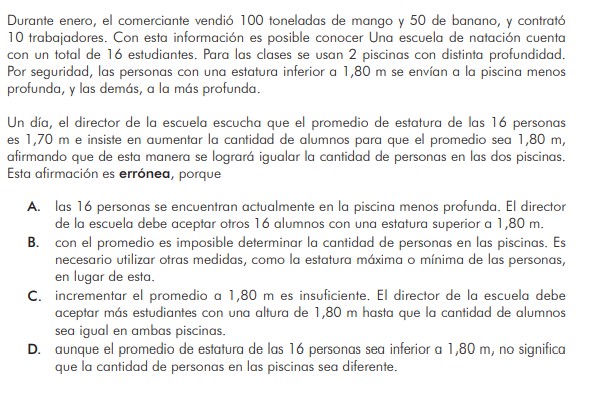 Durante enero, el comerciante vendió 100 toneladas de mango y 50 de banano, y contrató
10 trabajadores. Con esta información es posible conocer Una escuela de natación cuenta
con un total de 16 estudiantes. Para las clases se usan 2 piscinas con distinta profundidad.
Por seguridad, las personas con una estatura inferior a 1,80 m se envían a la piscina menos
profunda, y las demás, a la más profunda.
Un día, el director de la escuela escucha que el promedio de estatura de las 16 personas
es 1,70 m e insiste en aumentar la cantidad de alumnos para que el promedio sea 1,80 m,
afirmando que de esta manera se logrará igualar la cantidad de personas en las dos piscinas.
Esta afirmación es errónea, porque
A. las 16 personas se encuentran actualmente en la piscina menos profunda. El director
de la escuela debe aceptar otros 16 alumnos con una estatura superior a 1,80 m.
B. con el promedio es imposible determinar la cantidad de personas en las piscinas. Es
necesario utilizar otras medidas, como la estatura máxima o mínima de las personas,
en lugar de esta.
C. incrementar el promedio a 1,80 m es insuficiente. El director de la escuela debe
aceptar más estudiantes con una altura de 1,80 m hasta que la cantidad de alumnos
sea igual en ambas piscinas.
D. aunque el promedio de estatura de las 16 personas sea inferior a 1,80 m, no significa
que la cantidad de personas en las piscinas sea diferente.